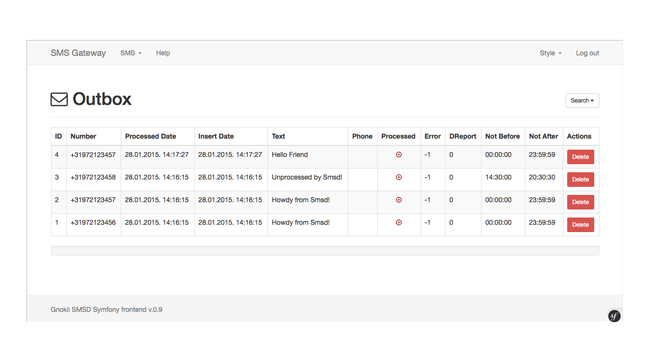 SMS Gateway SMS Help Style Log out
Outbox
Search
ID Number Processed Date Insert Date Text Phone Processed Error DReport Not Before Not After Actions
4 +31972123457 28.01.2015. 14:17:27 28.01.2015. 14:17:27 Hello Friend -1 0 00:00:00 23:59:59 Delete
3 +31972123458 28.01.2015. 14:16:15 28.01.2015. 14:16:15 Unprocessed by Smsd! -1 0 14:30:00 20:30:30 Delete
2 +31972123457 28.01.2015. 14:16:15 28.01.2015. 14:16:15 Howdy from Smsd! -1 0 00:00:00 23:59:59 Delete
1 +31972123456 28.01.2015. 14:16:15 28.01.2015. 14:16:15 Howdy from Smsd! -1 0 00:00:00 23:59:59 Delete
Gnokii SMSD Symfony frontend v.0.9
sf